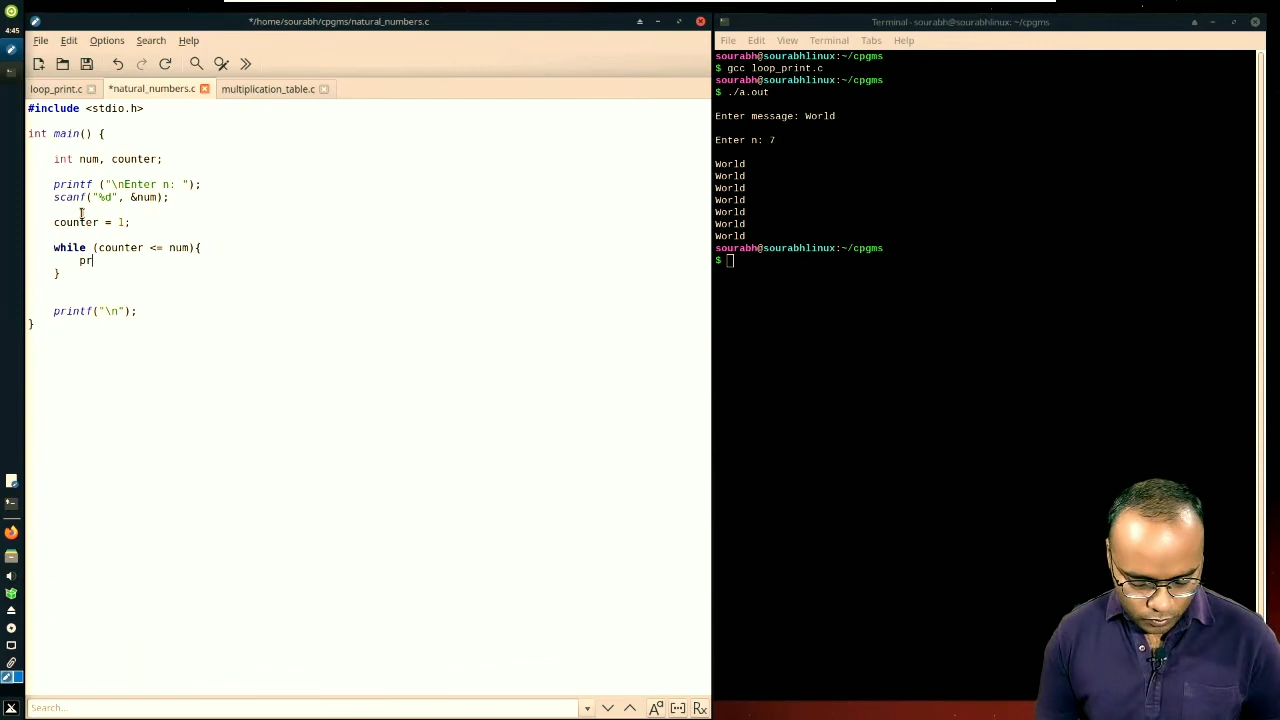 4:45
*/home/sourabh/cpgms/natural_numbers.c
File Edit Options Search Help
loop_print.c
*natural_numbers.c
multiplication_table.c
#include <stdio.h>
int main() {
int num, counter;
printf ("\nEnter n: ");
scanf("%d", &num);
counter = 1;
while (counter <= num){
pr
}
printf("\n");
}
Search...
Terminal - sourabh@sourabhlinux: ~/cpgms
File Edit View Terminal Tabs Help
sourabh@sourabhlinux:~/cpgms
$ gcc loop_print.c
sourabh@sourabhlinux:~/cpgms
$ ./a.out
Enter message: World
Enter n: 7
World
World
World
World
World
World
World
sourabh@sourabhlinux:~/cpgms
$